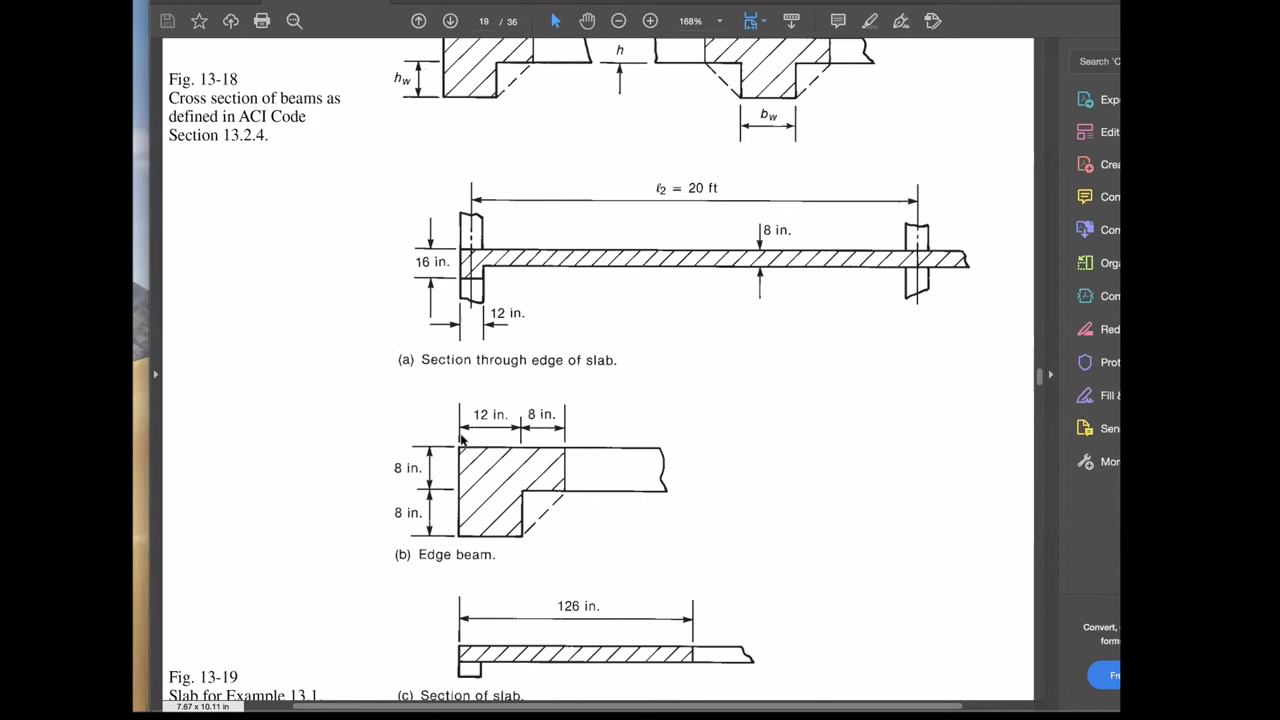 19 / 36
168%
Search 'C
h
hw
Fig. 13-18
Cross section of beams as
defined in ACI Code
Section 13.2.4.
bw
ℓ2 = 20 ft
8 in.
16 in.
12 in.
(a) Section through edge of slab.
12 in.
8 in.
8 in.
8 in.
(b) Edge beam.
126 in.
Fig. 13-19
Slab for Example 13.1.
(c) Section of slab.
7.67 x 10.11 in
Exp
Edit
Crea
Com
Con
Orga
Com
Red
Prot
Fill &
Sen
Mor
Convert,
form
Fre